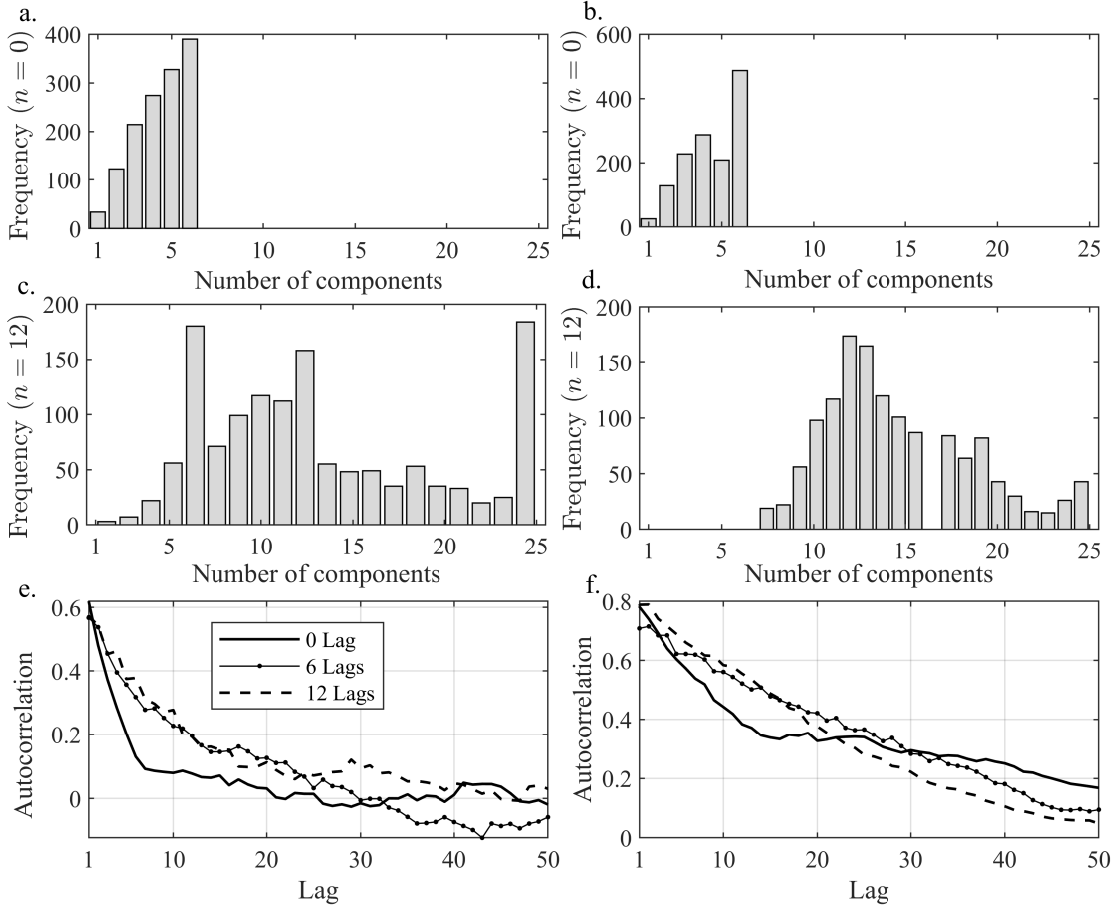 a.
Frequency (n = 0)
400
300
200
100
0
1 5 10 15 20 25
Number of components
b.
Frequency (n = 0)
600
400
200
0
1 5 10 15 20 25
Number of components
c.
Frequency (n = 12)
200
150
100
50
0
1 5 10 15 20 25
Number of components
d.
Frequency (n = 12)
200
150
100
50
0
1 5 10 15 20 25
Number of components
e.
Autocorrelation
0.6
0.4
0.2
0
0 Lag
6 Lags
12 Lags
1 10 20 30 40 50
Lag
f.
Autocorrelation
0.8
0.6
0.4
0.2
0
1 10 20 30 40 50
Lag